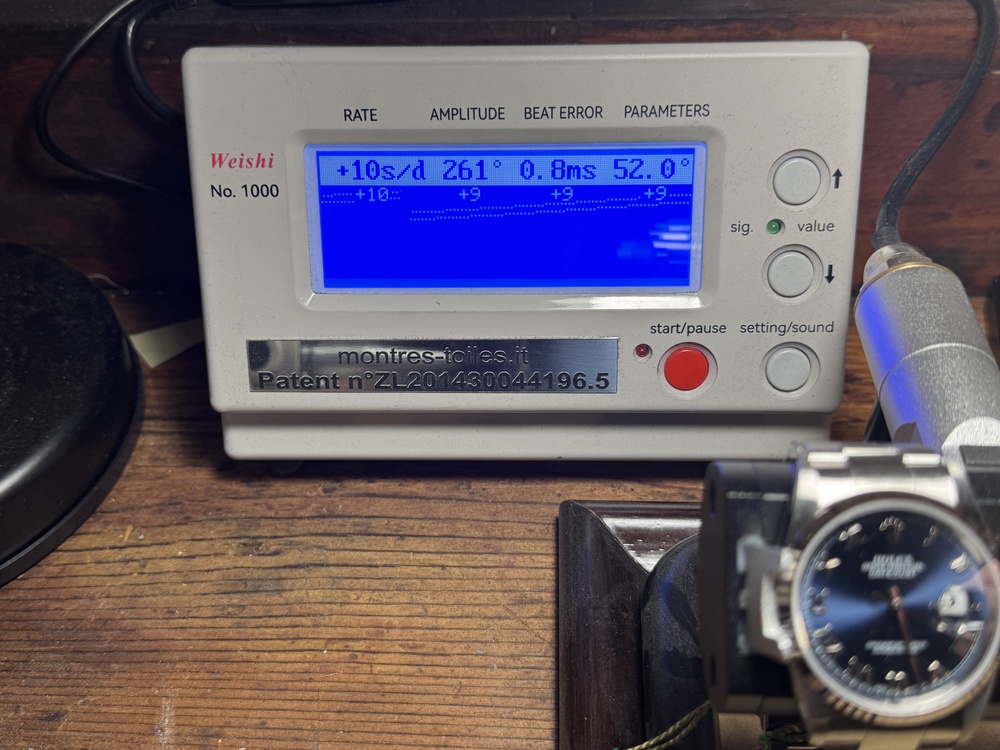 RATE AMPLITUDE BEAT ERROR PARAMETERS
Weishi
No. 1000
+10s/d 261° 0.8ms 52.0°
+10 +9 +9 +9
sig. value
start/pause setting/sound
montres-toiles.it
Patent n°ZL201430044196.5
ROLEX